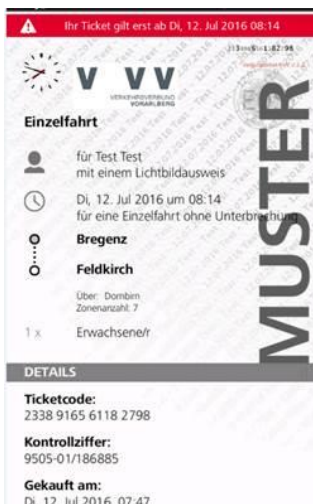 Ihr Ticket gilt erst ab Di, 12. Jul 2016 08:14
V VV
VERKEHRSVERBUND
VORARLBERG
Einzelfahrt
für Test Test
mit einem Lichtbildausweis
Di, 12. Jul 2016 um 08:14
für eine Einzelfahrt ohne Unterbrechung
Bregenz
Feldkirch
Über: Dornbirn
Zonenanzahl: 7
1 x Erwachsene/r
MUSTER
DETAILS
Ticketcode:
2338 9165 6118 2798
Kontrollziffer:
9505-01/186885
Gekauft am:
Di, 12. Jul 2016, 07:47